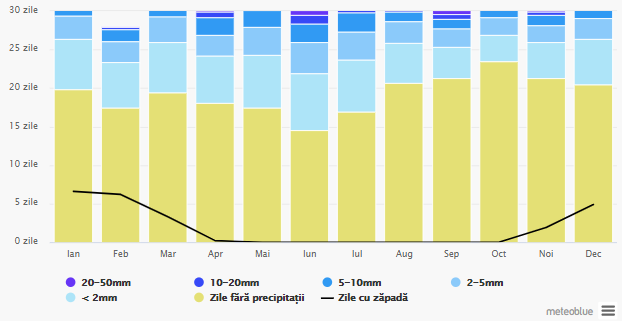 30 zile
25 zile
20 zile
15 zile
10 zile
5 zile
0 zile
Ian Feb Mar Apr Mai Iun Iul Aug Sep Oct Noi Dec
20–50mm 10–20mm 5–10mm 2–5mm
< 2mm Zile fără precipitații Zile cu zăpadă
meteoblue